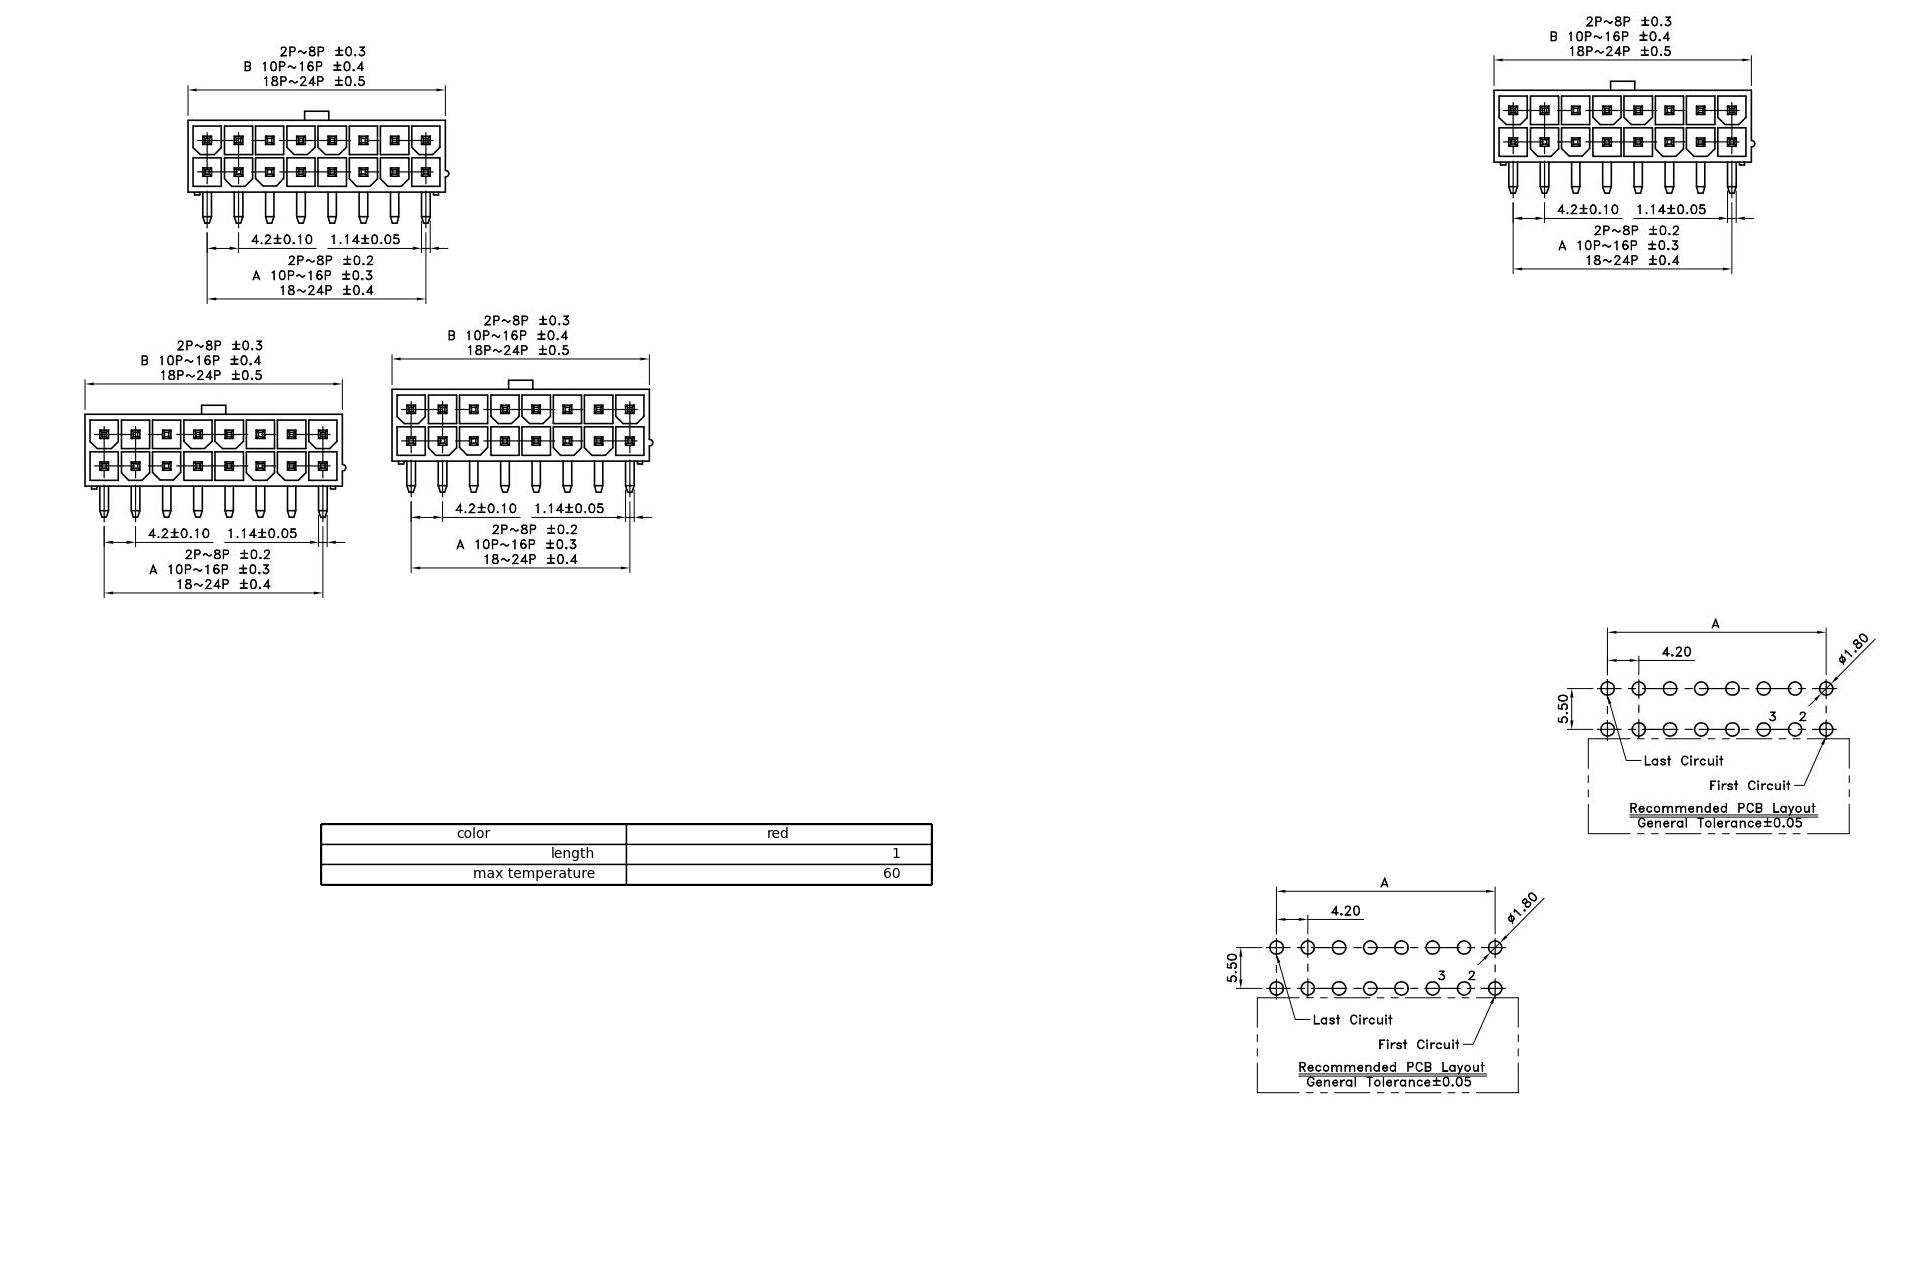 2P~8P ±0.3
B 10P~16P ±0.4
18P~24P ±0.5
4.2±0.10 1.14±0.05
2P~8P ±0.2
A 10P~16P ±0.3
18~24P ±0.4
2P~8P ±0.3
B 10P~16P ±0.4
18P~24P ±0.5
4.2±0.10 1.14±0.05
2P~8P ±0.2
A 10P~16P ±0.3
18~24P ±0.4
2P~8P ±0.3
B 10P~16P ±0.4
18P~24P ±0.5
4.2±0.10 1.14±0.05
2P~8P ±0.2
A 10P~16P ±0.3
18~24P ±0.4
2P~8P ±0.3
B 10P~16P ±0.4
18P~24P ±0.5
4.2±0.10 1.14±0.05
2P~8P ±0.2
A 10P~16P ±0.3
18~24P ±0.4
A
4.20
ø1.80
5.50
3 2
Last Circuit
First Circuit
Recommended PCB Layout
General Tolerance±0.05
color red
length 1
max temperature 60
A
4.20
ø1.80
5.50
3 2
Last Circuit
First Circuit
Recommended PCB Layout
General Tolerance±0.05